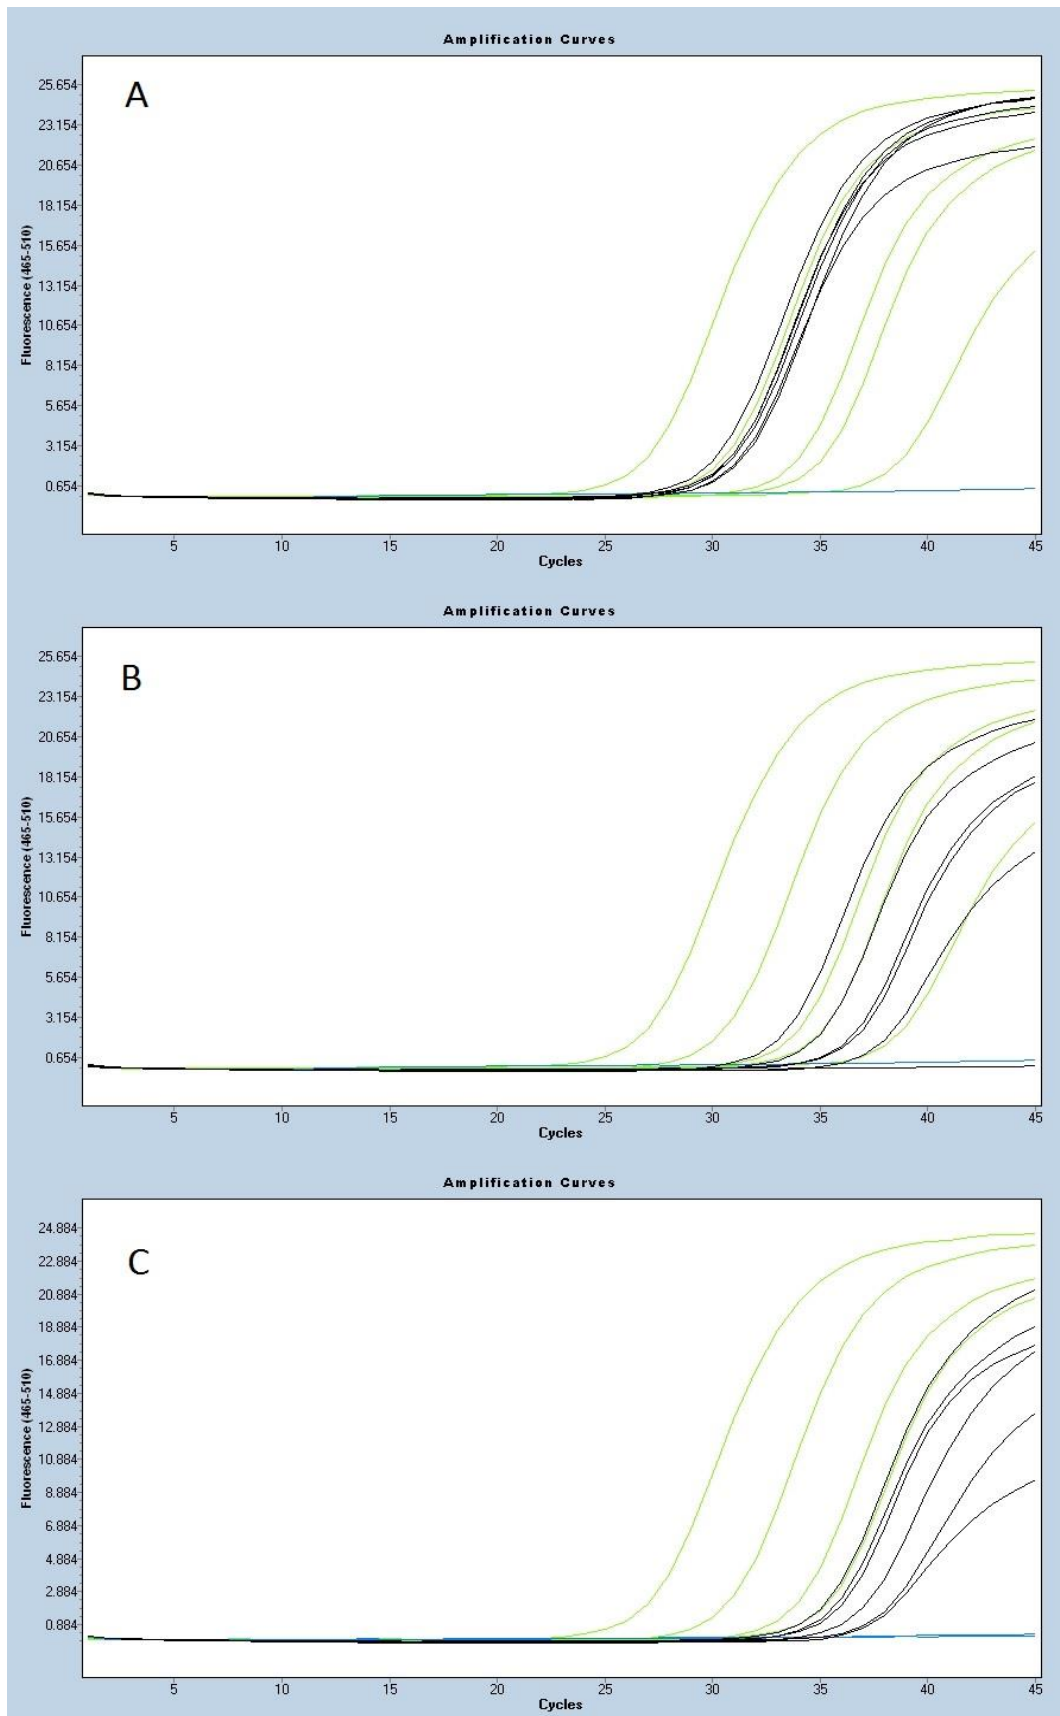 Amplification Curves
A
25.654
23.154
20.654
18.154
15.654
13.154
10.654
8.154
5.654
3.154
0.654
Fluorescence (465-510)
5 10 15 20 25 30 35 40 45
Cycles
Amplification Curves
B
25.654
23.154
20.654
18.154
15.654
13.154
10.654
8.154
5.654
3.154
0.654
Fluorescence (465-510)
5 10 15 20 25 30 35 40 45
Cycles
Amplification Curves
C
24.884
22.884
20.884
18.884
16.884
14.884
12.884
10.884
8.884
6.884
4.884
2.884
0.884
Fluorescence (465-510)
5 10 15 20 25 30 35 40 45
Cycles